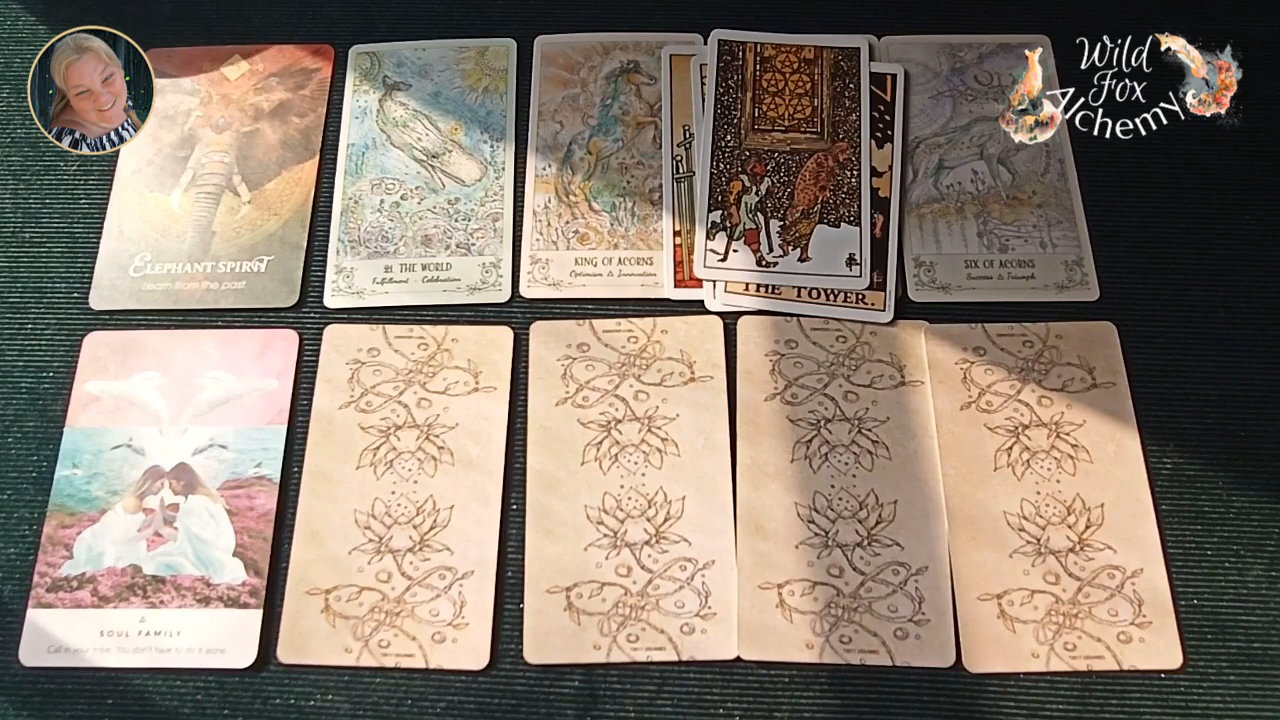 Wild
Fox
Alchemy
ELEPHANT SPIRIT
Learn from the past
21. THE WORLD
Fulfillment - Celebration
KING OF ACORNS
Optimism & Innovation
THE TOWER.
SIX OF ACORNS
Success & Triumph
SOUL FAMILY
Call in your tribe. You don't have to do it alone.